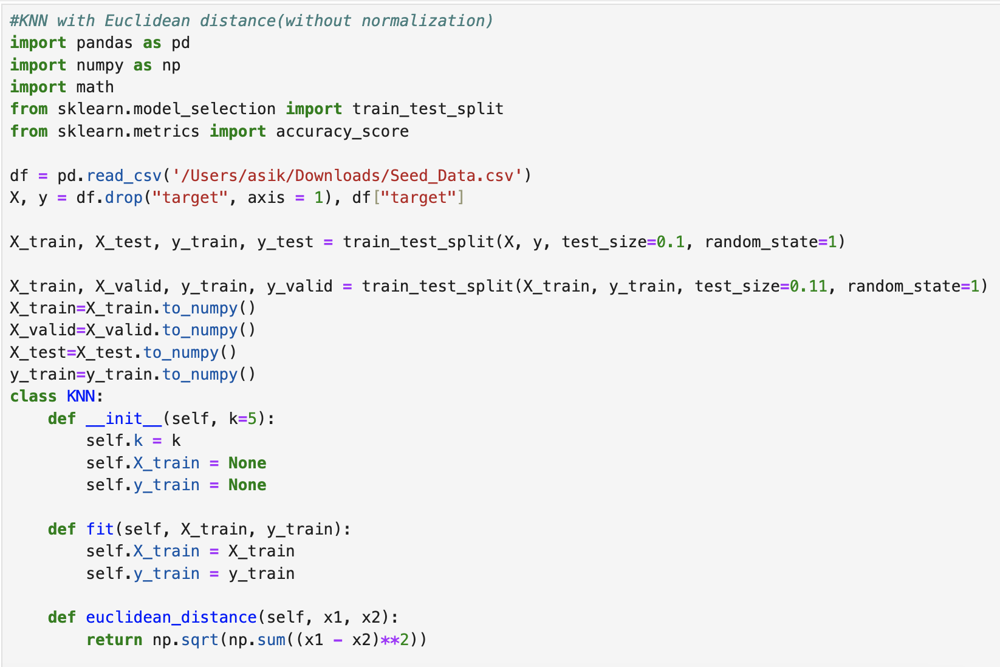 #KNN with Euclidean distance(without normalization)
import pandas as pd
import numpy as np
import math
from sklearn.model_selection import train_test_split
from sklearn.metrics import accuracy_score

df = pd.read_csv('/Users/asik/Downloads/Seed_Data.csv')
X, y = df.drop("target", axis = 1), df["target"]

X_train, X_test, y_train, y_test = train_test_split(X, y, test_size=0.1, random_state=1)

X_train, X_valid, y_train, y_valid = train_test_split(X_train, y_train, test_size=0.11, random_state=1)
X_train=X_train.to_numpy()
X_valid=X_valid.to_numpy()
X_test=X_test.to_numpy()
y_train=y_train.to_numpy()
class KNN:
    def __init__(self, k=5):
        self.k = k
        self.X_train = None
        self.y_train = None

    def fit(self, X_train, y_train):
        self.X_train = X_train
        self.y_train = y_train

    def euclidean_distance(self, x1, x2):
        return np.sqrt(np.sum((x1 - x2)**2))